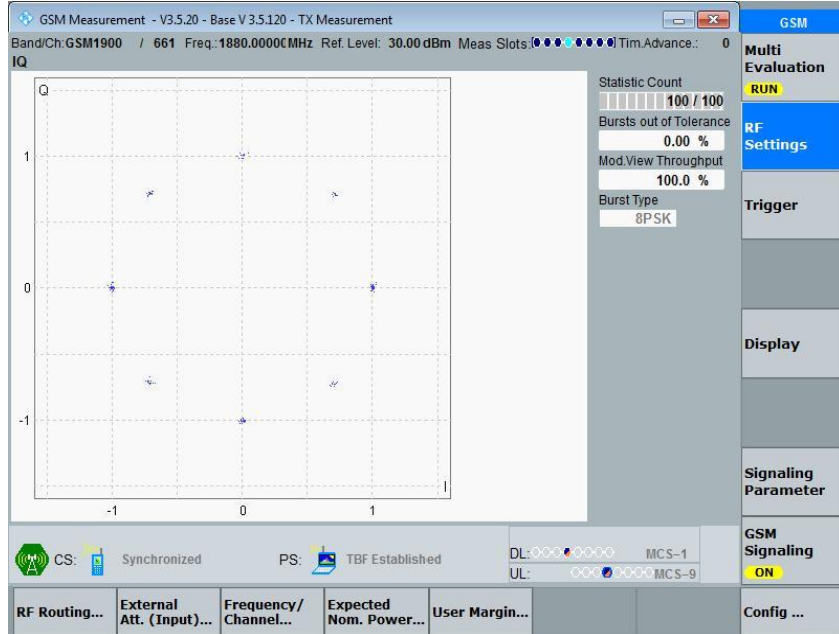 GSM Measurement - V3.5.20 - Base V 3.5.120 - TX Measurement
GSM
Band/Ch: GSM1900 / 661 Freq.: 1880.0000 MHz Ref. Level: 30.00 dBm Meas Slots: Tim.Advance.: 0
IQ
Multi
Evaluation
RUN
Statistic Count
100 / 100
Bursts out of Tolerance
0.00 %
Mod.View Throughput
100.0 %
Burst Type
8PSK
RF
Settings
Trigger
Display
Signaling
Parameter
GSM
Signaling
ON
Config ...
Q
1
0
-1
I
-1 0 1
CS: Synchronized PS: TBF Established
DL: MCS-1
UL: MCS-9
RF Routing...
External
Att. (Input)...
Frequency/
Channel...
Expected
Nom. Power...
User Margin...